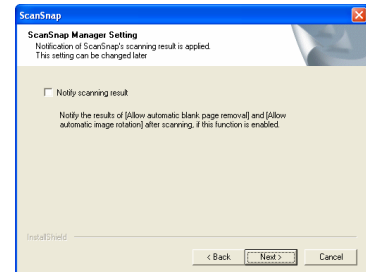 ScanSnap
ScanSnap Manager Setting
Notification of ScanSnap's scanning result is applied.
This setting can be changed later
Notify scanning result
Notify the results of [Allow automatic blank page removal] and [Allow
automatic image rotation] after scanning, if this function is enabled.
InstallShield
< Back Next > Cancel